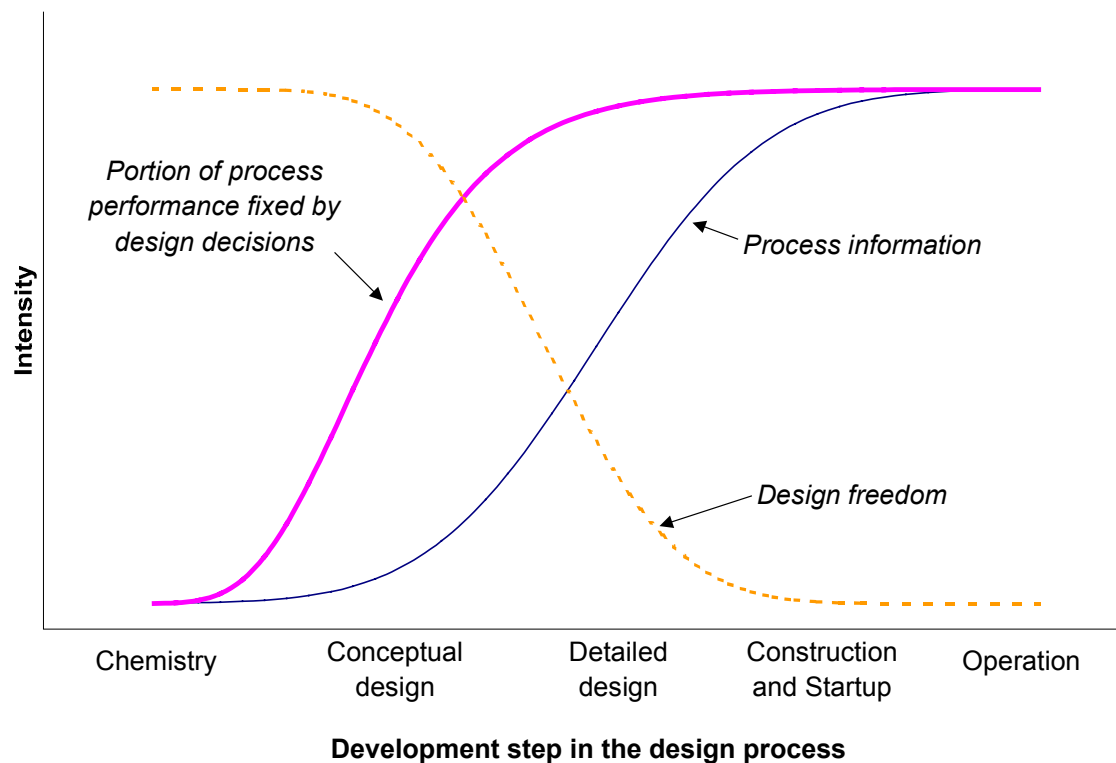 Portion of process
performance fixed by
design decisions
Process information
Intensity
Design freedom
Chemistry
Conceptual
design
Detailed
design
Construction
and Startup
Operation
Development step in the design process